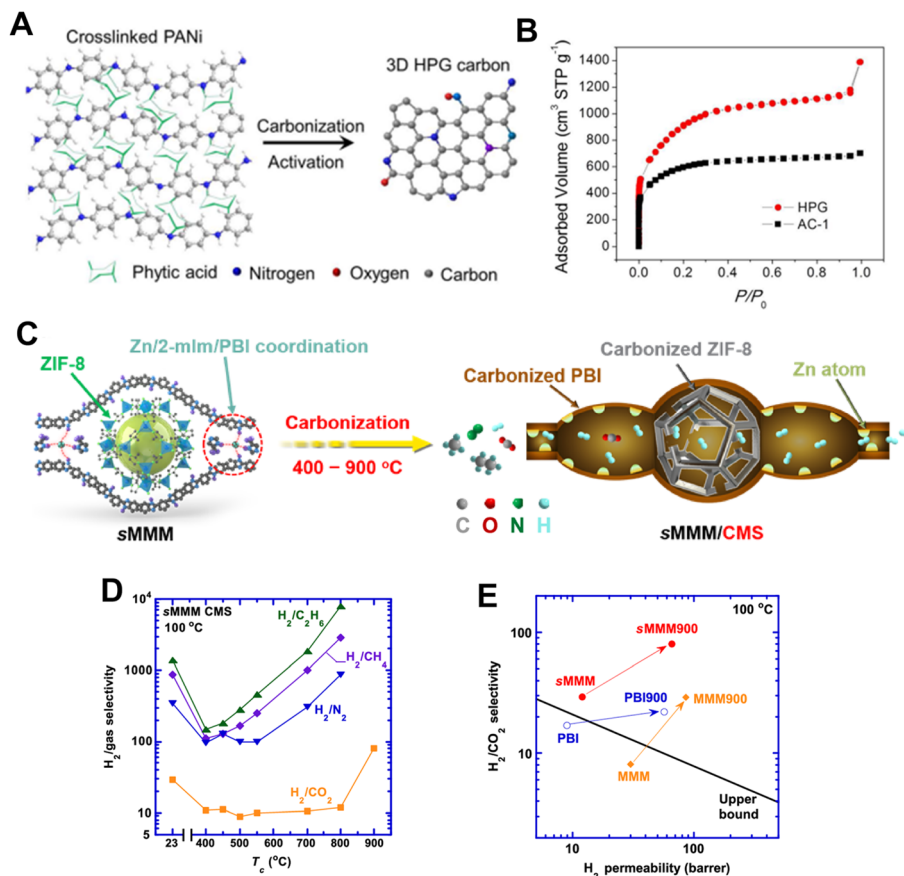 A
Crosslinked PANi
3D HPG carbon
Carbonization
Activation
Phytic acid Nitrogen Oxygen Carbon
B
Adsorbed Volume (cm³ STP g⁻¹)
1400
1200
1000
800
600
400
200
0
HPG
AC-1
0.0 0.2 0.4 0.6 0.8 1.0
P/P₀
C
Zn/2-mIm/PBI coordination
ZIF-8
Carbonization
400 – 900 °C
sMMM
Carbonized ZIF-8
Carbonized PBI
Zn atom
C O N H
sMMM/CMS
D
H₂/gas selectivity
10⁴
1000
100
10
5
sMMM CMS
100 °C
H₂/C₂H₆
H₂/CH₄
H₂/N₂
H₂/CO₂
23 400 500 600 700 800 900
T꜀ (°C)
E
H₂/CO₂ selectivity
100
10
100 °C
sMMM900
sMMM
PBI900
MMM900
PBI
MMM
Upper
bound
10 100
H₂ permeability (barrer)